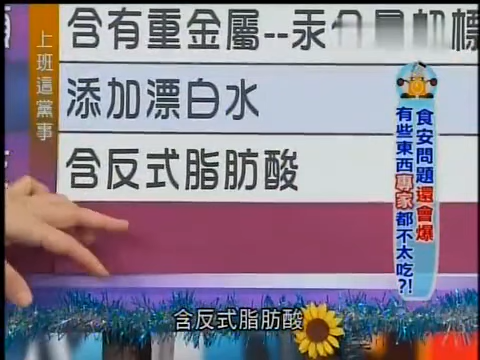 上班這黨事
含有重金屬--汞
添加漂白水
含反式脂肪酸
食安問題還會爆
有些東西專家都不太吃?!
含反式脂肪酸